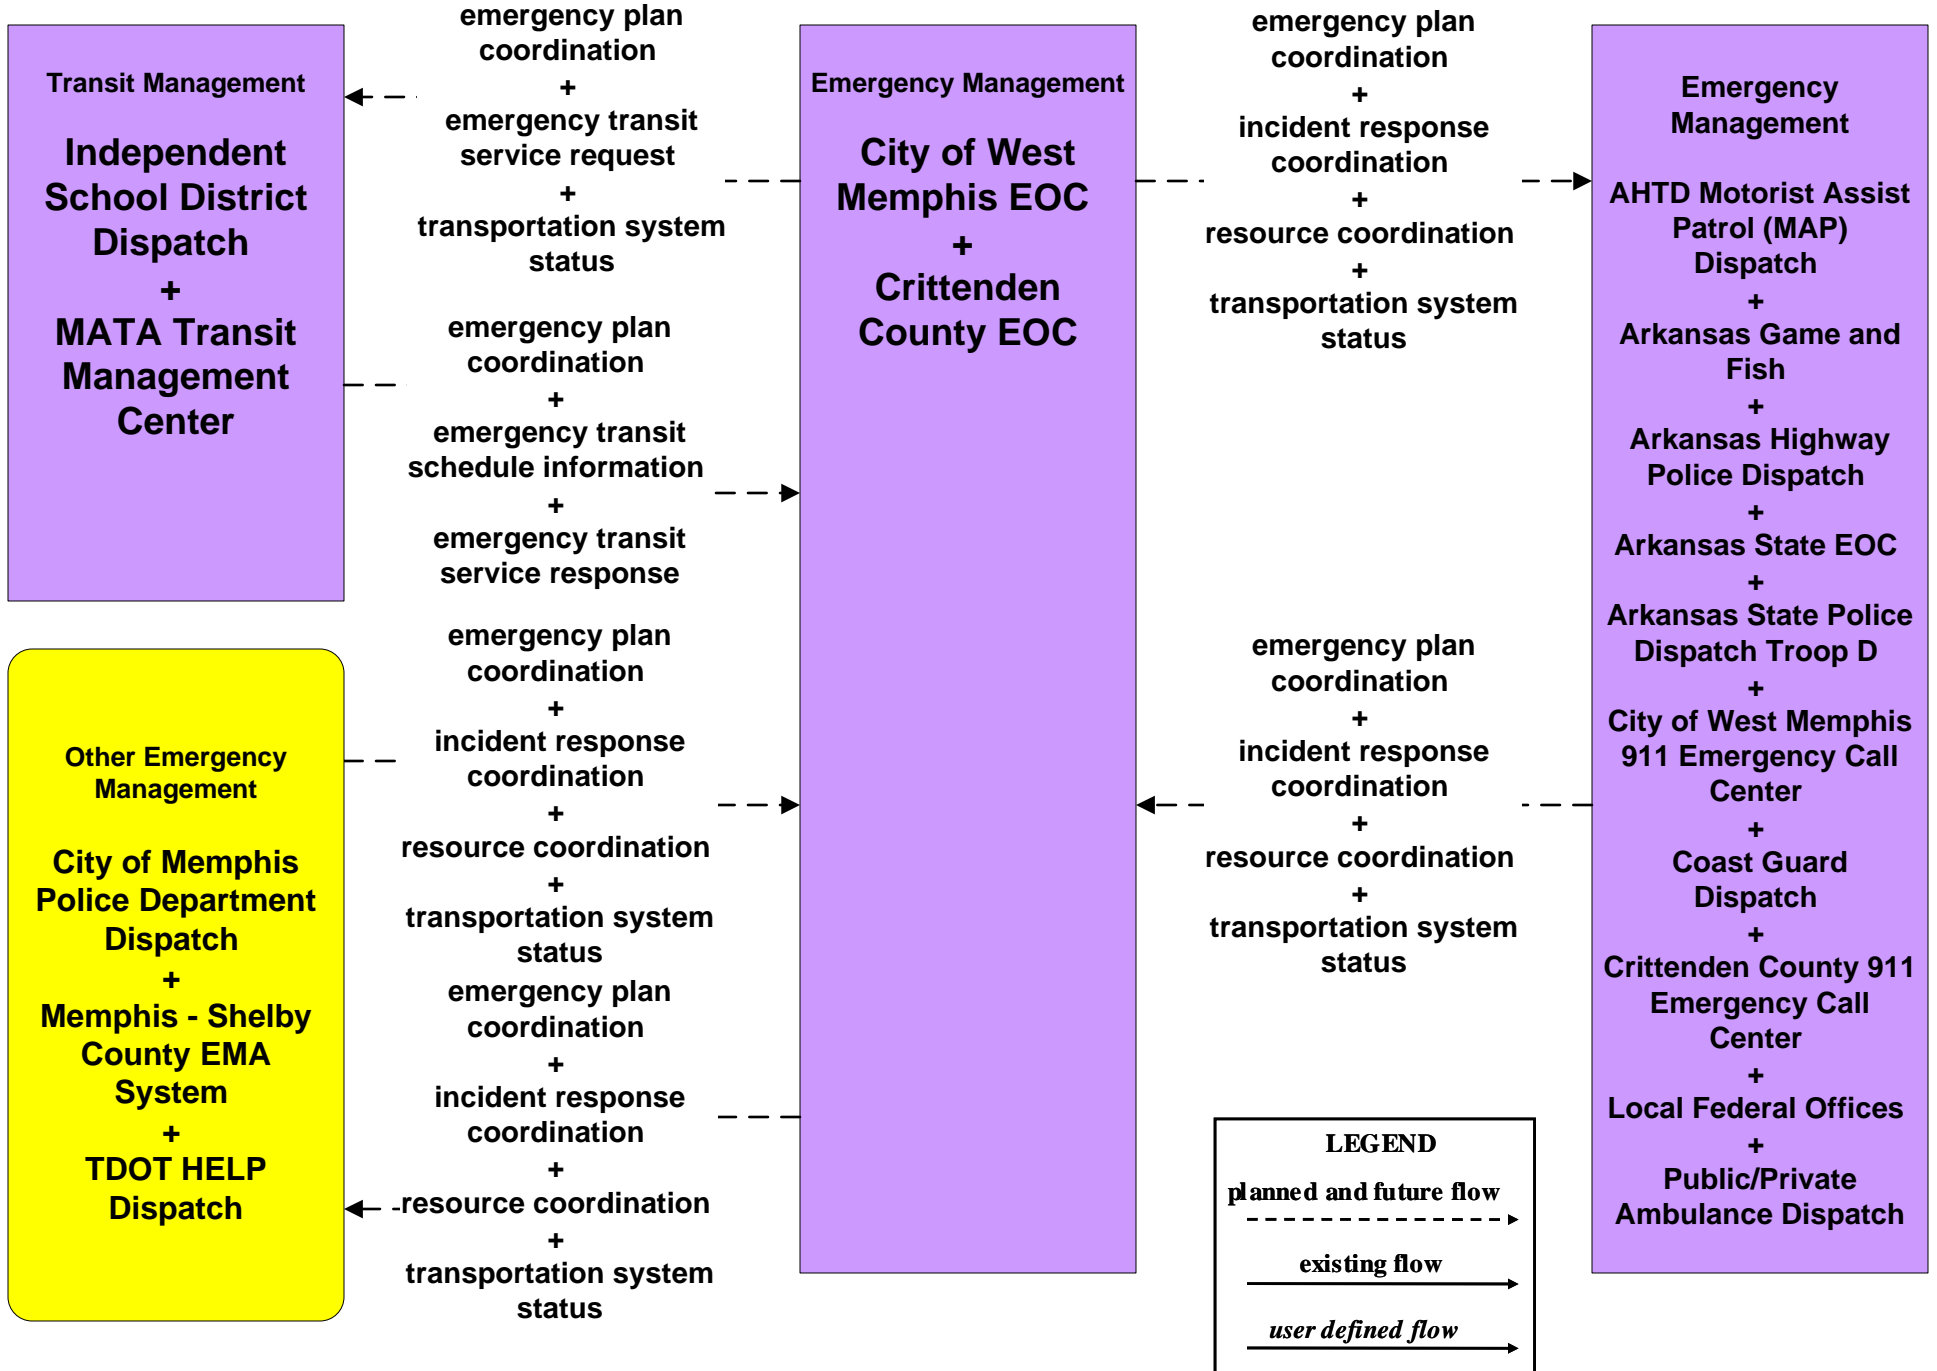 Transit Management
Independent
School District
Dispatch
+
MATA Transit
Management
Center
Other Emergency
Management
City of Memphis
Police Department
Dispatch
+
Memphis - Shelby
County EMA
System
+
TDOT HELP
Dispatch
emergency plan
coordination
+
emergency transit
service request
+
transportation system
status
emergency plan
coordination
+
emergency transit
schedule information
+
emergency transit
service response
emergency plan
coordination
+
incident response
coordination
+
resource coordination
+
transportation system
status
emergency plan
coordination
+
incident response
coordination
+
resource coordination
+
transportation system
status
Emergency Management
City of West
Memphis EOC
+
Crittenden
County EOC
emergency plan
coordination
+
incident response
coordination
+
resource coordination
+
transportation system
status
emergency plan
coordination
+
incident response
coordination
+
resource coordination
+
transportation system
status
Emergency
Management
AHTD Motorist Assist
Patrol (MAP)
Dispatch
+
Arkansas Game and
Fish
+
Arkansas Highway
Police Dispatch
+
Arkansas State EOC
+
Arkansas State Police
Dispatch Troop D
+
City of West Memphis
911 Emergency Call
Center
+
Coast Guard
Dispatch
+
Crittenden County 911
Emergency Call
Center
+
Local Federal Offices
+
Public/Private
Ambulance Dispatch
LEGEND
planned and future flow
existing flow
user defined flow